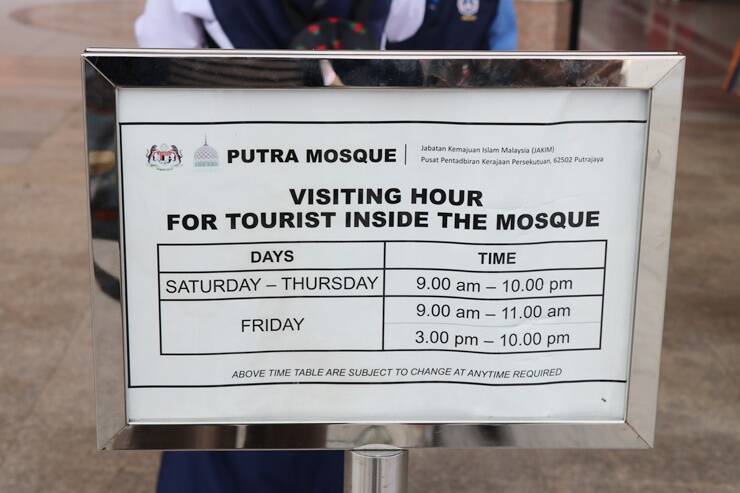 PUTRA MOSQUE
Jabatan Kemajuan Islam Malaysia (JAKIM)
Pusat Pentadbiran Kerajaan Persekutuan, 62502 Putrajaya
VISITING HOUR
FOR TOURIST INSIDE THE MOSQUE
DAYS TIME
SATURDAY – THURSDAY 9.00 am – 10.00 pm
FRIDAY 9.00 am – 11.00 am
3.00 pm – 10.00 pm
ABOVE TIME TABLE ARE SUBJECT TO CHANGE AT ANYTIME REQUIRED